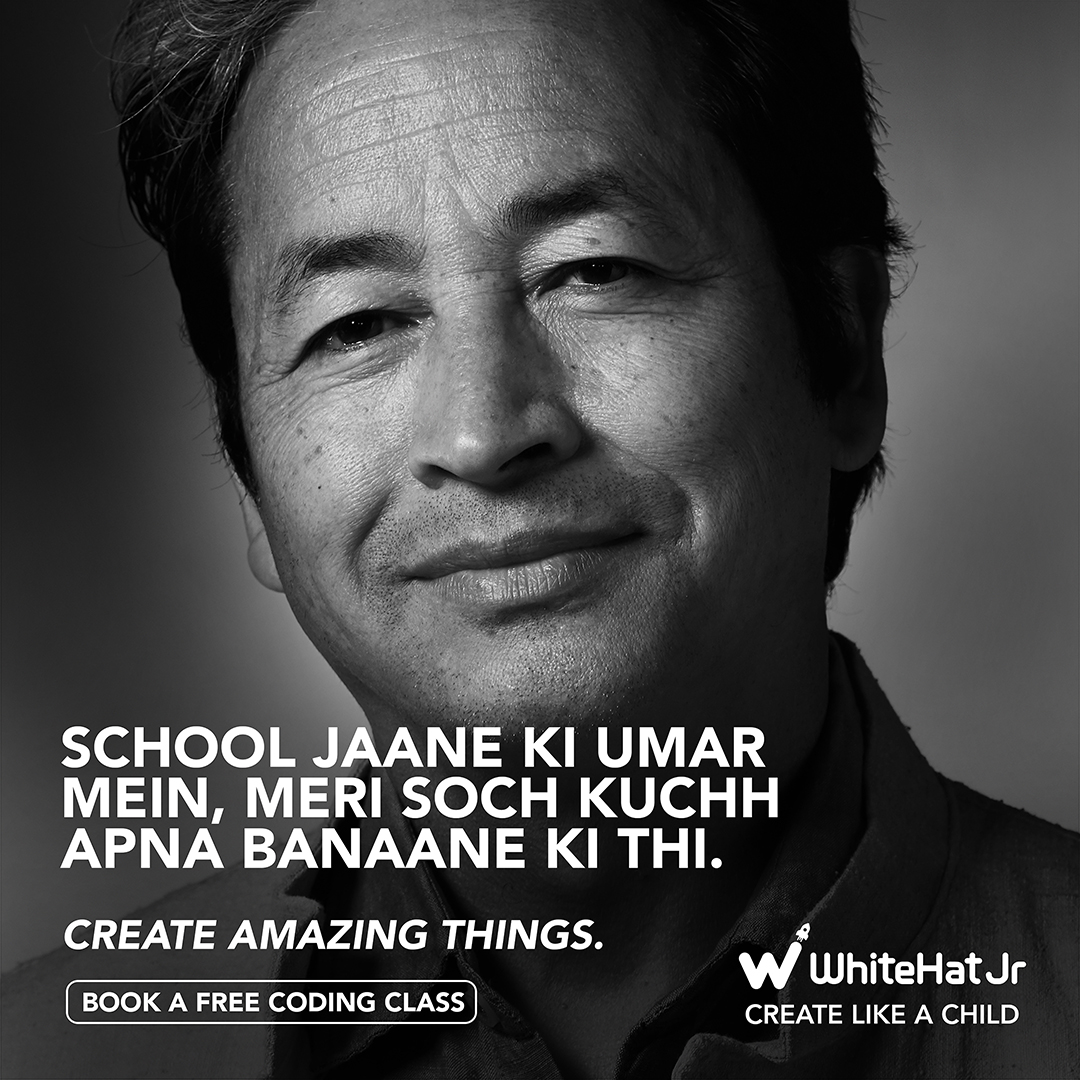 SCHOOL JAANE KI UMAR
MEIN, MERI SOCH KUCHH
APNA BANAANE KI THI.
CREATE AMAZING THINGS.
BOOK A FREE CODING CLASS
WhiteHat Jr
CREATE LIKE A CHILD